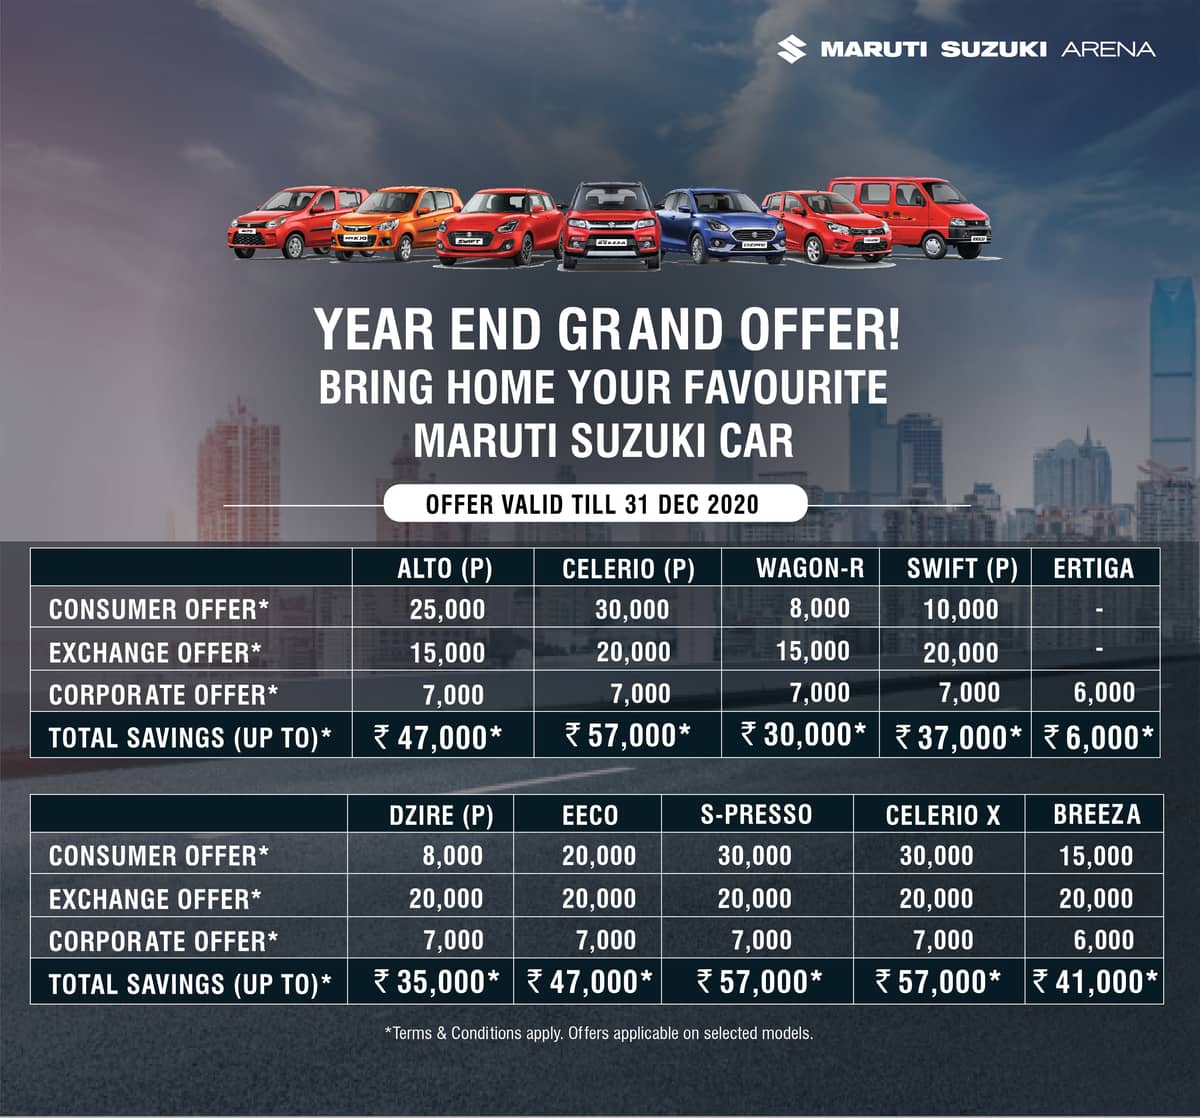 MARUTI SUZUKI ARENA
SWIFT
YEAR END GRAND OFFER!
BRING HOME YOUR FAVOURITE
MARUTI SUZUKI CAR
OFFER VALID TILL 31 DEC 2020
ALTO (P) CELERIO (P) WAGON-R SWIFT (P) ERTIGA
CONSUMER OFFER* 25,000 30,000 8,000 10,000 -
EXCHANGE OFFER* 15,000 20,000 15,000 20,000 -
CORPORATE OFFER* 7,000 7,000 7,000 7,000 6,000
TOTAL SAVINGS (UP TO)* ₹ 47,000* ₹ 57,000* ₹ 30,000* ₹ 37,000* ₹ 6,000*
DZIRE (P) EECO S-PRESSO CELERIO X BREEZA
CONSUMER OFFER* 8,000 20,000 30,000 30,000 15,000
EXCHANGE OFFER* 20,000 20,000 20,000 20,000 20,000
CORPORATE OFFER* 7,000 7,000 7,000 7,000 6,000
TOTAL SAVINGS (UP TO)* ₹ 35,000* ₹ 47,000* ₹ 57,000* ₹ 57,000* ₹ 41,000*
*Terms & Conditions apply. Offers applicable on selected models.